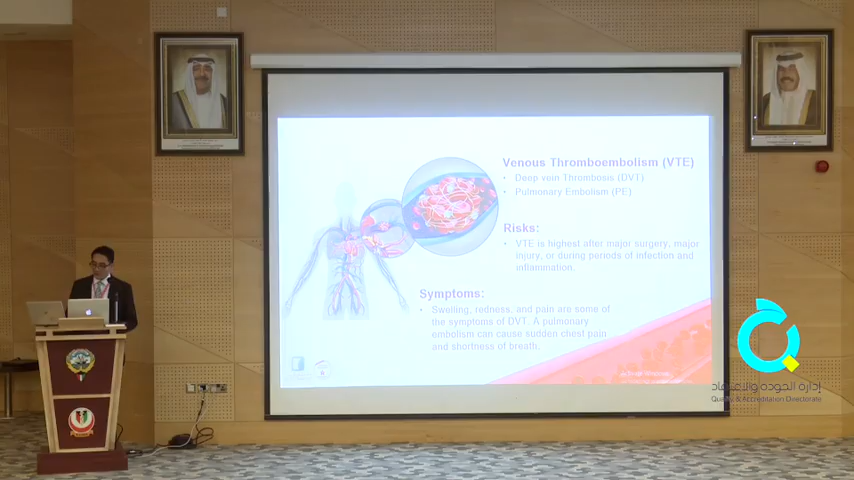 Venous Thromboembolism (VTE)
• Deep vein Thrombosis (DVT)
• Pulmonary Embolism (PE)
Risks:
• VTE is highest after major surgery, major
injury, or during periods of infection and
inflammation.
Symptoms:
• Swelling, redness, and pain are some of
the symptoms of DVT. A pulmonary
embolism can cause sudden chest pain
and shortness of breath.
إدارة الجودة والاعتماد
Quality & Accreditation Directorate